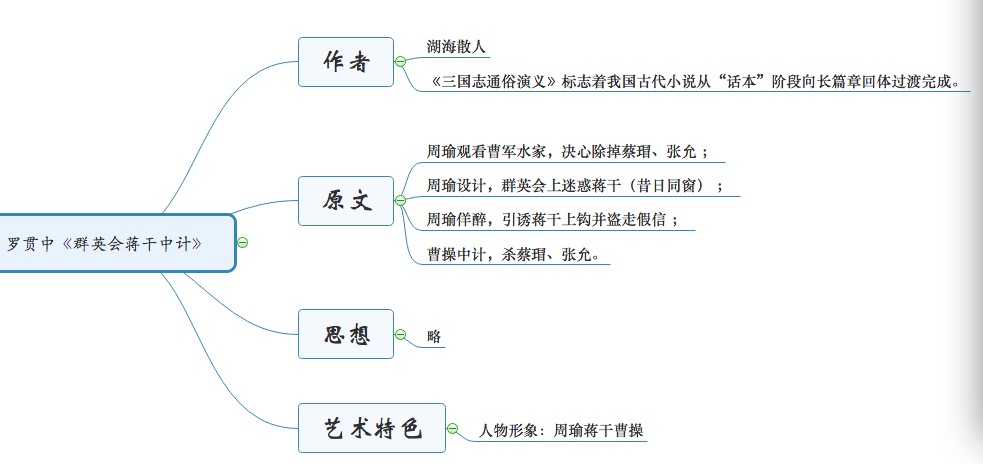 罗贯中《群英会蒋干中计》
作者
湖海散人
《三国志通俗演义》标志着我国古代小说从“话本”阶段向长篇章回体过渡完成。
原文
周瑜观看曹军水家，决心除掉蔡瑁、张允；
周瑜设计，群英会上迷惑蒋干（昔日同窗）；
周瑜佯醉，引诱蒋干上钩并盗走假信；
曹操中计，杀蔡瑁、张允。
思想
略
艺术特色
人物形象：周瑜蒋干曹操